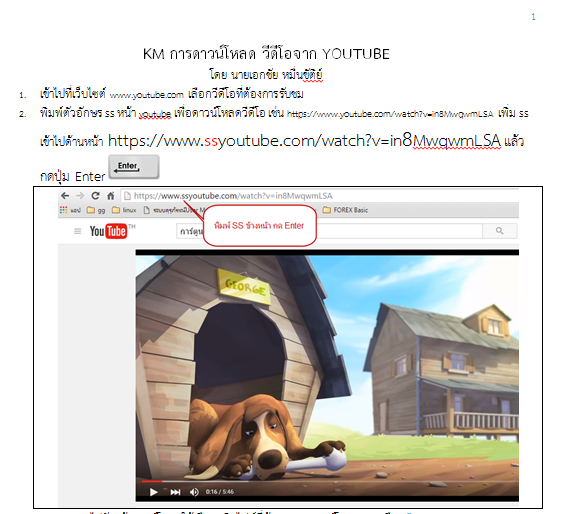 1
KM การดาวน์โหลด วีดีโอจาก YOUTUBE
โดย นายเอกชัย หมื่นขัติย์
1. เข้าไปที่เว็บไซต์ www.youtube.com เลือกวีดีโอที่ต้องการรับชม
2. พิมพ์ตัวอักษร ss หน้า youtube เพื่อดาวน์โหลดวีดีโอ เช่น https://www.youtube.com/watch?v=in8MwqwmLSA เพิ่ม ss
เข้าไปด้านหน้า https://www.ssyoutube.com/watch?v=in8MwqwmLSA แล้ว
กดปุ่ม Enter Enter
https://www.ssyoutube.com/watch?v=in8MwqwmLSA
แอป gg linux FOREX Basic
YouTube TH การ์ตูน
พิมพ์ SS ข้างหน้า กด Enter
GEORGE
0:16 / 5:46